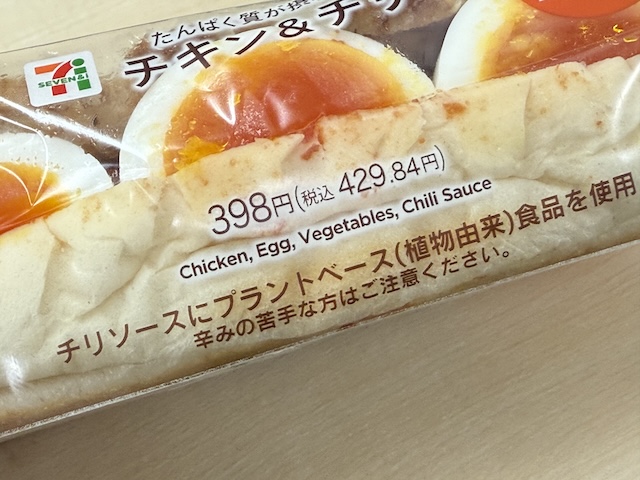 たんぱく質が摂
チキン&チリ
SEVEN&i
398円(税込 429.84円)
Chicken, Egg, Vegetables, Chili Sauce
チリソースにプラントベース(植物由来)食品を使用
辛みの苦手な方はご注意ください。